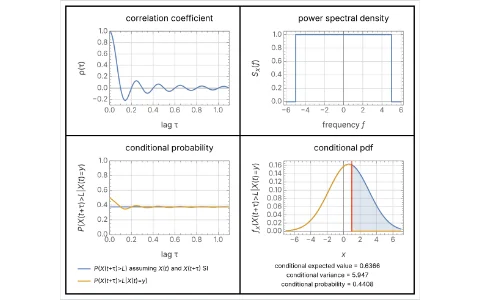 correlation coefficient
1.0
0.8
0.6
0.4
0.2
0.0
−0.2
ρ(τ)
0.0 0.2 0.4 0.6 0.8 1.0
lag τ
power spectral density
1.0
0.8
0.6
0.4
0.2
0.0
Sx(f)
−6 −4 −2 0 2 4 6
frequency f
conditional probability
1.0
0.8
0.6
0.4
0.2
0.0
P(X(t+τ)>L|X(t)=y)
0.0 0.2 0.4 0.6 0.8 1.0
lag τ
P(X(t+τ)>L) assuming X(t) and X(t+τ) SI
P(X(t+τ)>L|X(t)=y)
conditional pdf
0.16
0.14
0.12
0.10
0.08
0.06
0.04
0.02
0.00
fx(X(t+τ)>L|X(t)=y)
−6 −4 −2 0 2 4 6
x
conditional expected value = 0.6366
conditional variance = 5.947
conditional probability = 0.4408